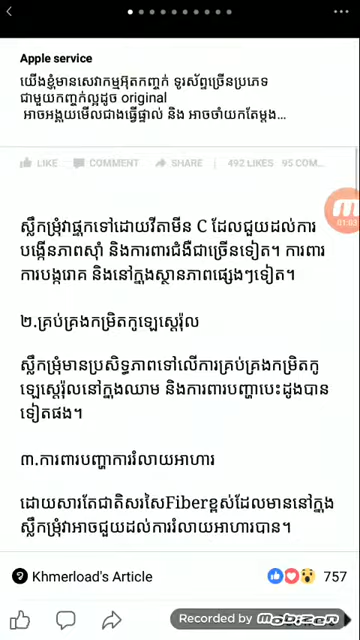 Apple service
យើងខ្ញុំមានសេវាកម្មអ៊ុតកញ្ចក់ ទូរស័ព្ទច្រើនប្រភេទ
ជាមួយកញ្ចក់ល្អដូច original
អាចអង្គុយមើលជាងធ្វើផ្ទាល់ និង អាចចាំយកតែម្តង...
LIKE COMMENT SHARE 492 LIKES 95 COM...
ស្លឹកម្រុំវាផ្ទុកទៅដោយវីតាមីន C ដែលជួយដល់ការ
បង្កើនភាពស៊ាំ និងការពារជំងឺជាច្រើនទៀត។ ការពារ
ការបង្ករោគ និងនៅក្នុងស្ថានភាពផ្សេងៗទៀត។
01:03
២.គ្រប់គ្រងកម្រិតកូឡេស្តេរ៉ុល
ស្លឹកម្រុំមានប្រសិទ្ធភាពទៅលើការគ្រប់គ្រងកម្រិតកូ
ឡេស្តេរ៉ុលនៅក្នុងឈាម និងការពារបញ្ហាបេះដូងបាន
ទៀតផង។
៣.ការពារបញ្ហាការរំលាយអាហារ
ដោយសារតែជាតិសរសៃFiberខ្ពស់ដែលមាននៅក្នុង
ស្លឹកម្រុំវាអាចជួយដល់ការរំលាយអាហារបាន។
Khmerload's Article 757
Recorded by mobizen